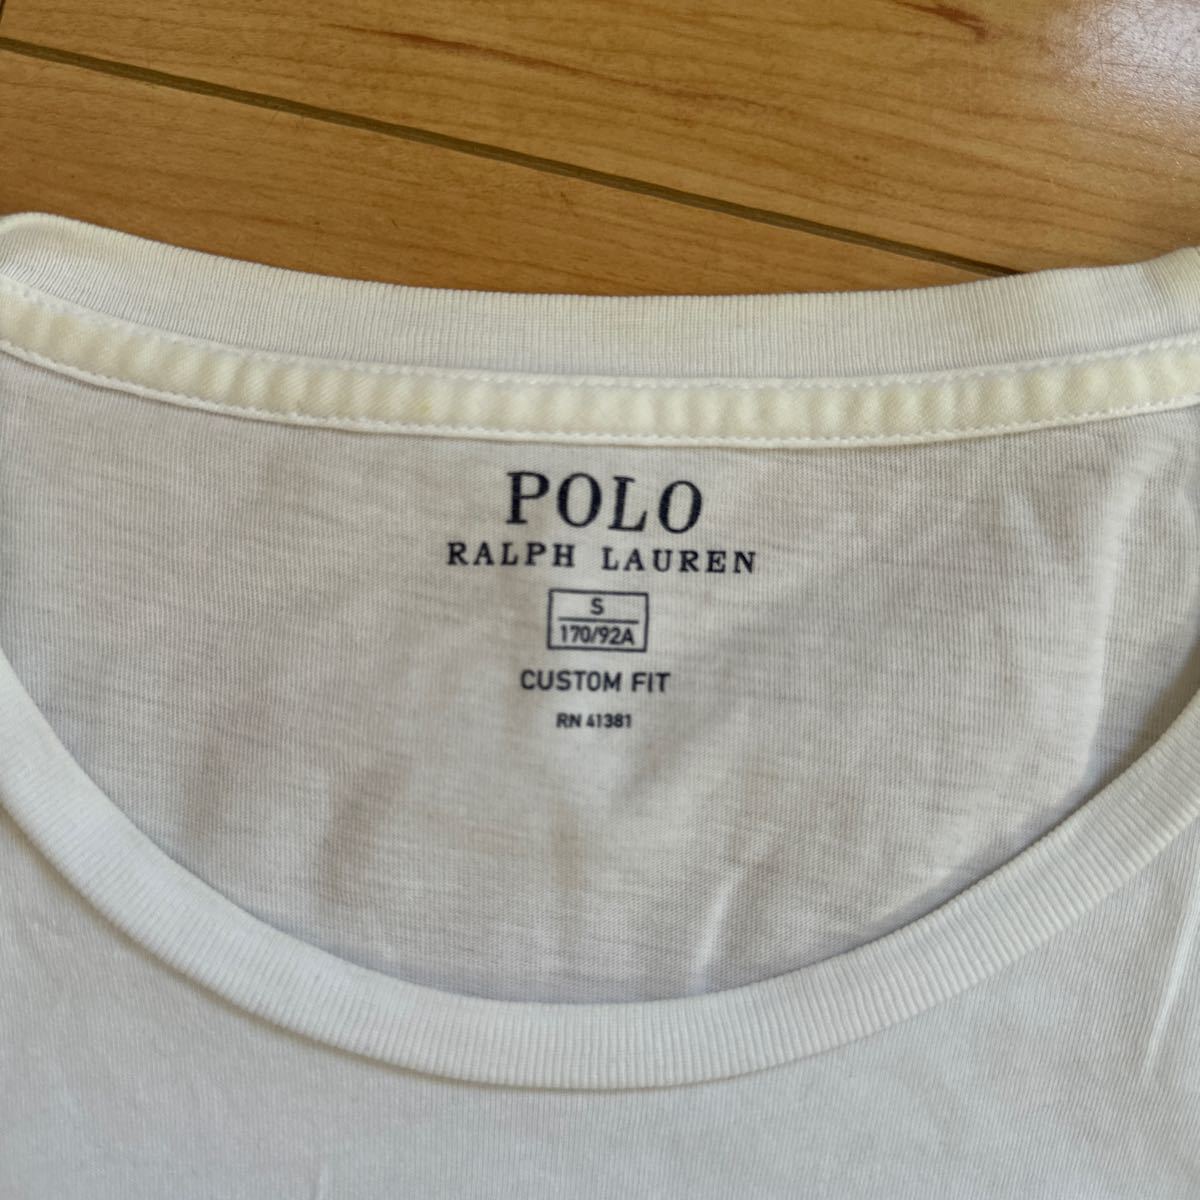 POLO
RALPH LAUREN
S
170/92A
CUSTOM FIT
RN 41381